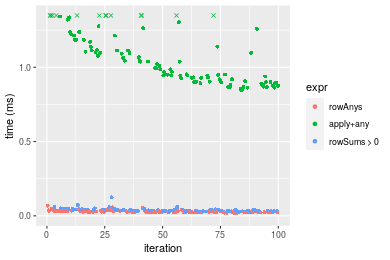 time (ms)
1.0
0.5
0.0
0
25
50
75
100
iteration
expr
rowAnys
apply+any
rowSums > 0